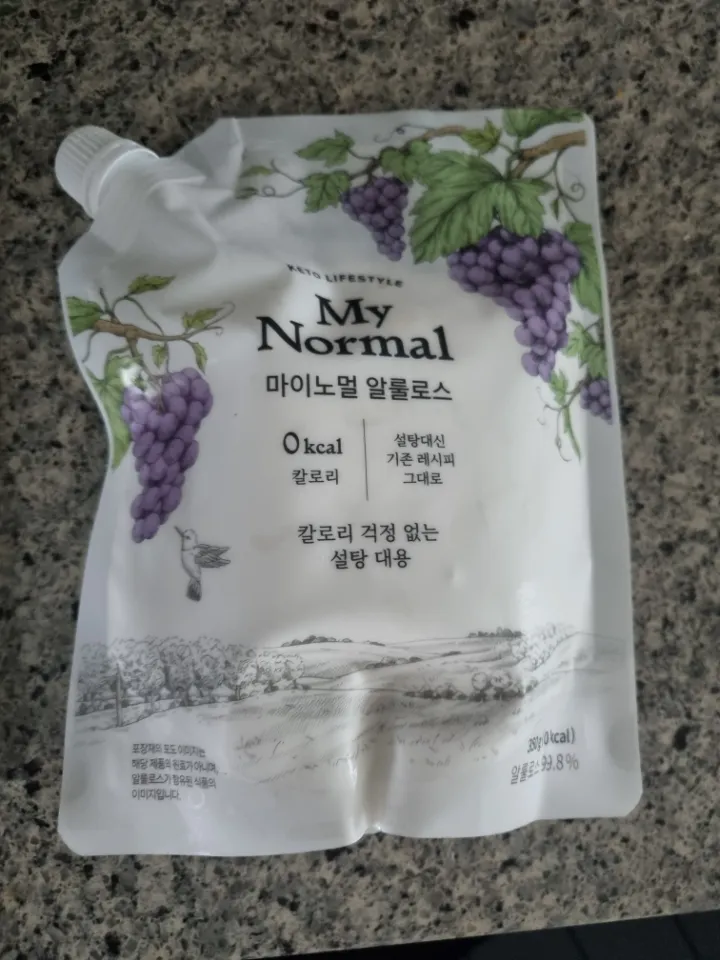 KETO LIFESTYLE
My
Normal
마이노멀 알룰로스
0 kcal
칼로리
설탕대신
기존 레시피
그대로
칼로리 걱정 없는
설탕 대용
포장재의 포도 이미지는
해당 제품의 원료가 아니며,
알룰로스가 함유된 식품의
이미지입니다.
(0 kcal)
알룰로스 99.8%